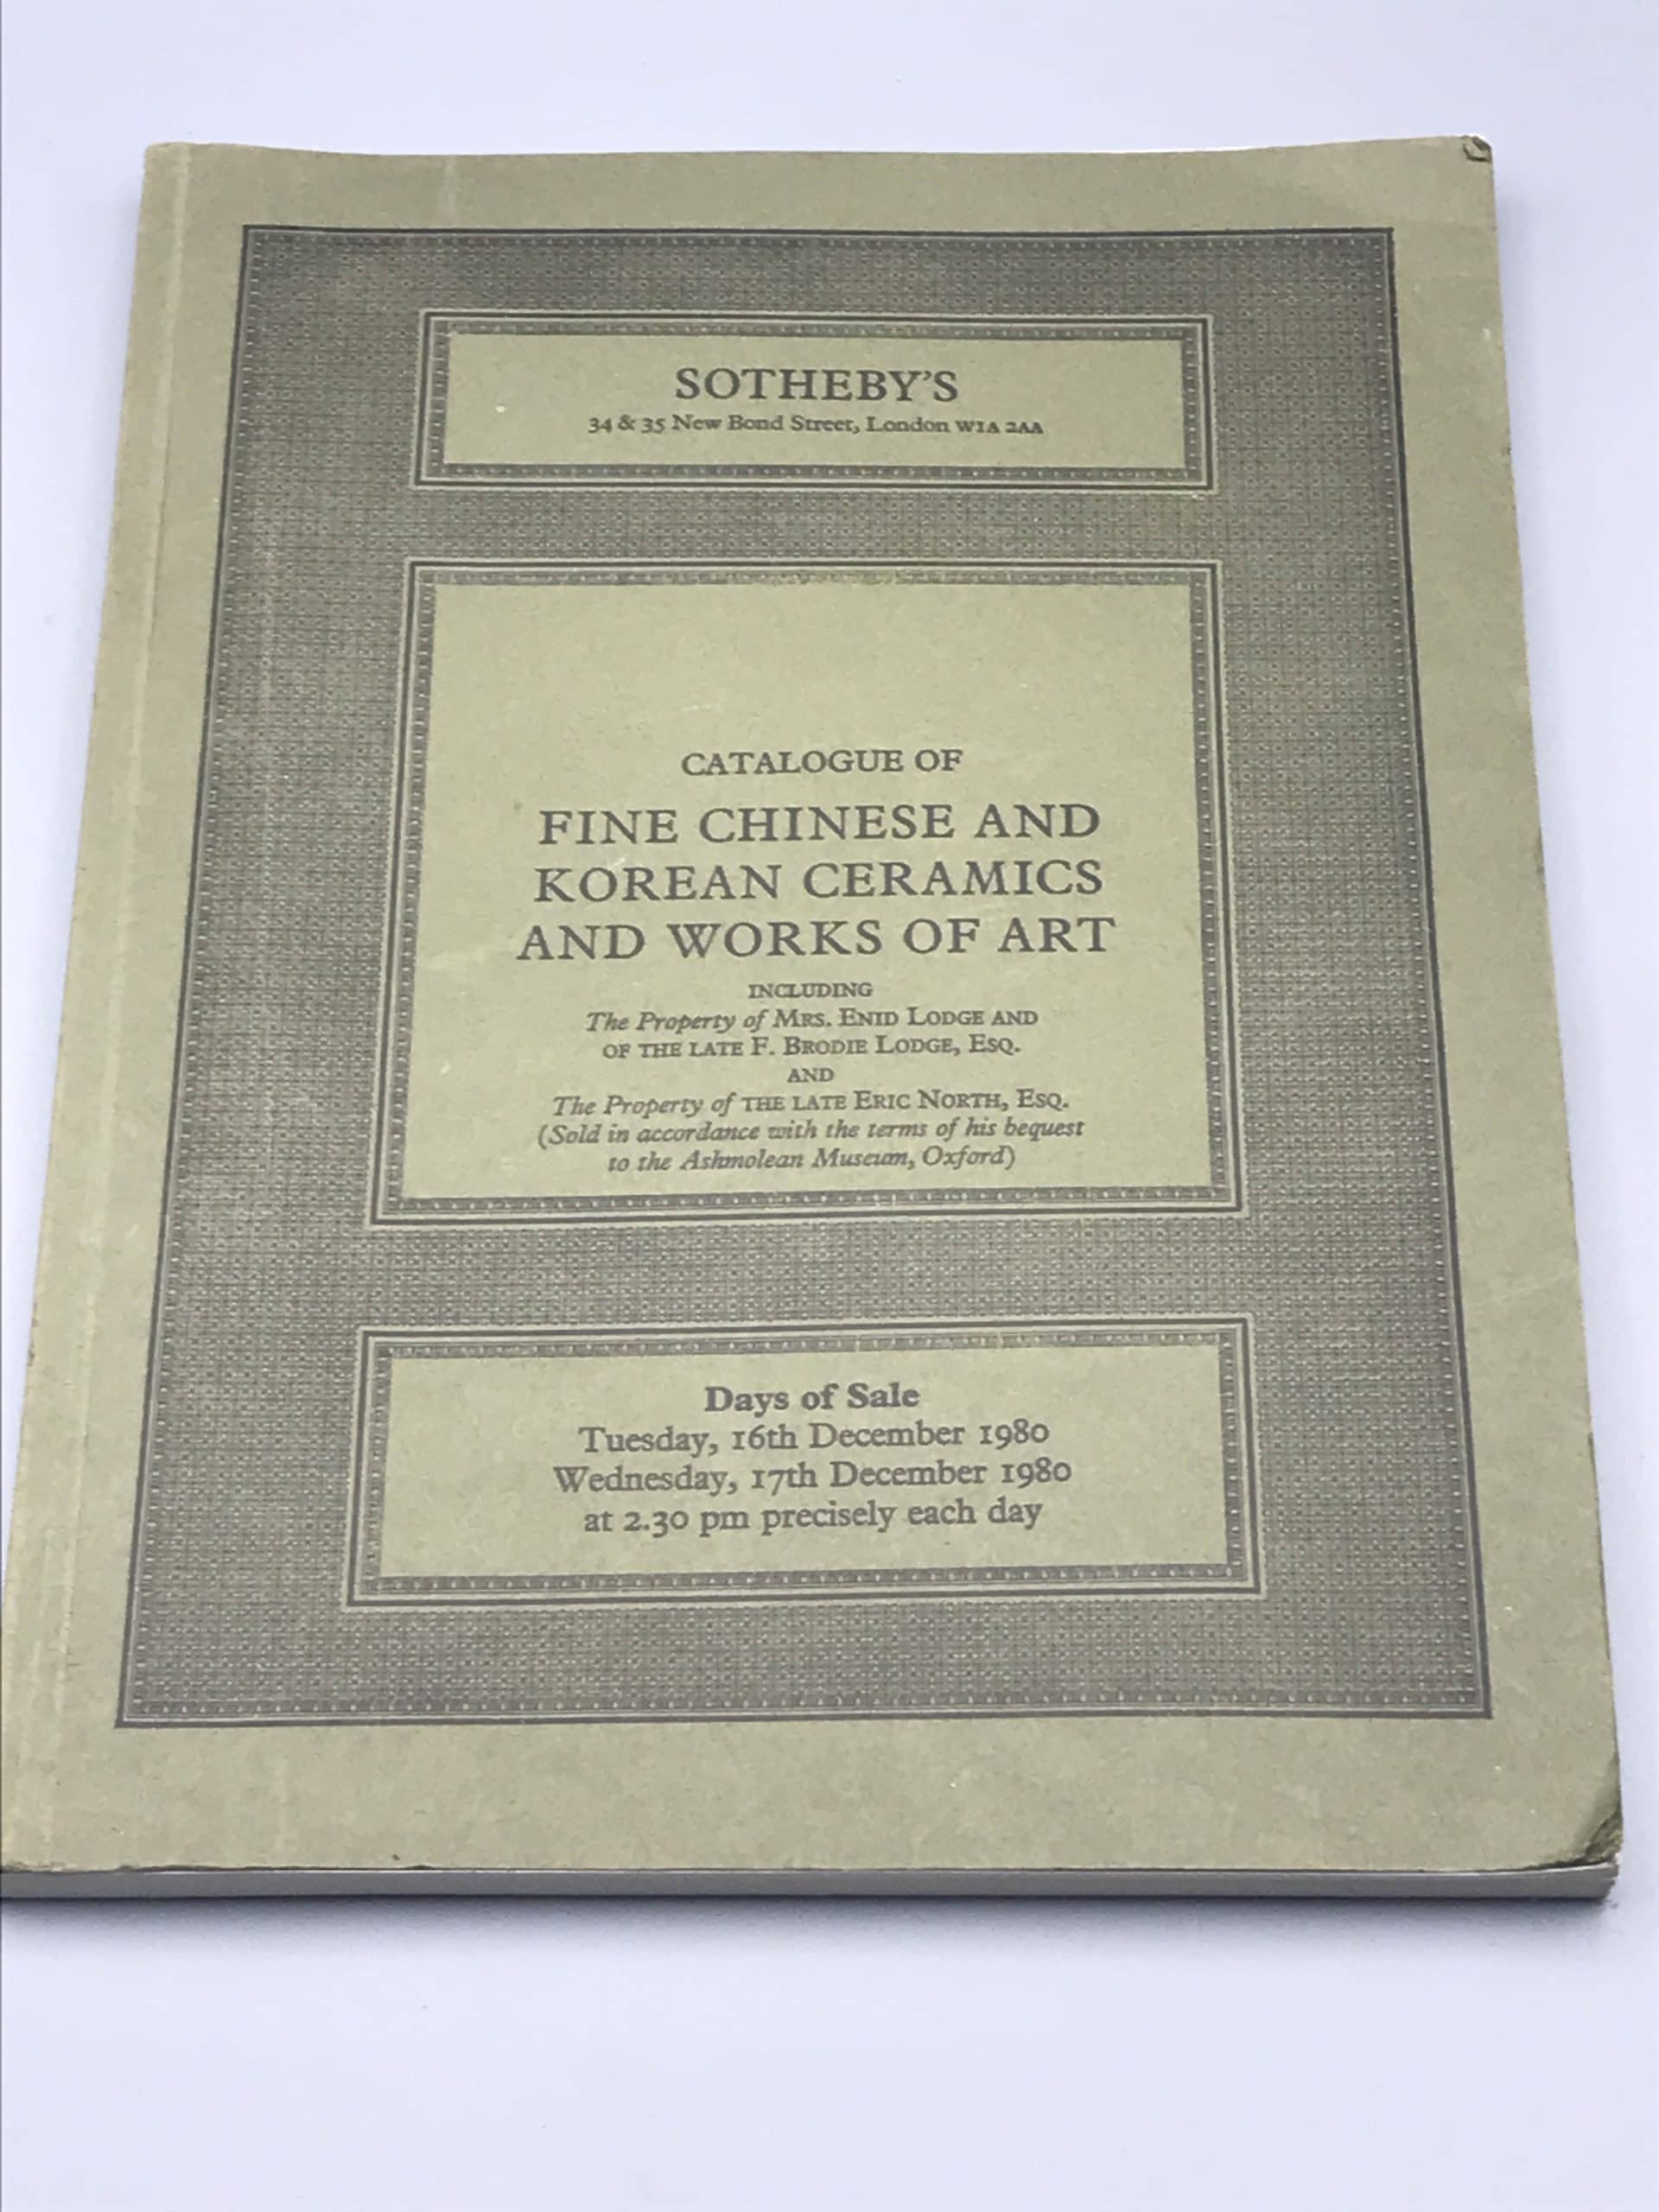 SOTHEBY'S
34 & 35 New Bond Street, London W1A 2AA
CATALOGUE OF
FINE CHINESE AND
KOREAN CERAMICS
AND WORKS OF ART
INCLUDING
The Property of MRS. ENID LODGE AND
OF THE LATE F. BRODIE LODGE, ESQ.
AND
The Property of THE LATE ERIC NORTH, ESQ.
(Sold in accordance with the terms of his bequest
to the Ashmolean Museum, Oxford)
Days of Sale
Tuesday, 16th December 1980
Wednesday, 17th December 1980
at 2.30 pm precisely each day